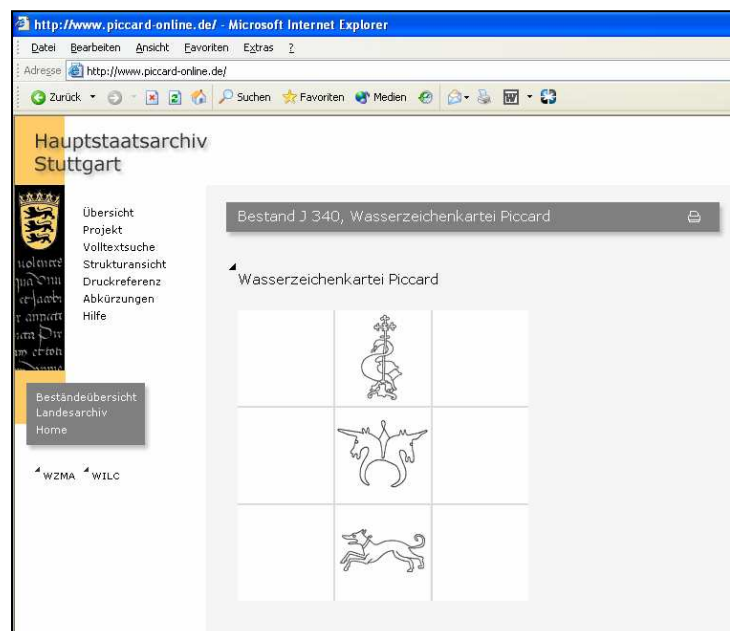 http://www.piccard-online.de/ - Microsoft Internet Explorer
Datei Bearbeiten Ansicht Favoriten Extras ?
Adresse http://www.piccard-online.de/
Zurück Suchen Favoriten Medien
Hauptstaatsarchiv
Stuttgart
Übersicht
Projekt
Volltextsuche
Strukturansicht
Druckreferenz
Abkürzungen
Hilfe
Beständeübersicht
Landesarchiv
Home
WZMA WILC
Bestand J 340, Wasserzeichenkartei Piccard
Wasserzeichenkartei Piccard